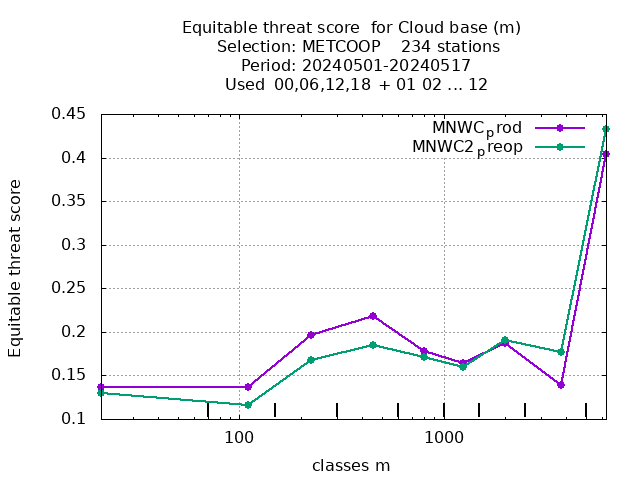 Equitable threat score  for Cloud base (m)
Selection: METCOOP    234 stations
Period: 20240501-20240517
Used  00,06,12,18 + 01 02 ... 12
MNWCprod
MNWC2preop
0.45
0.4
0.35
0.3
0.25
0.2
0.15
0.1
Equitable threat score
100
1000
classes m